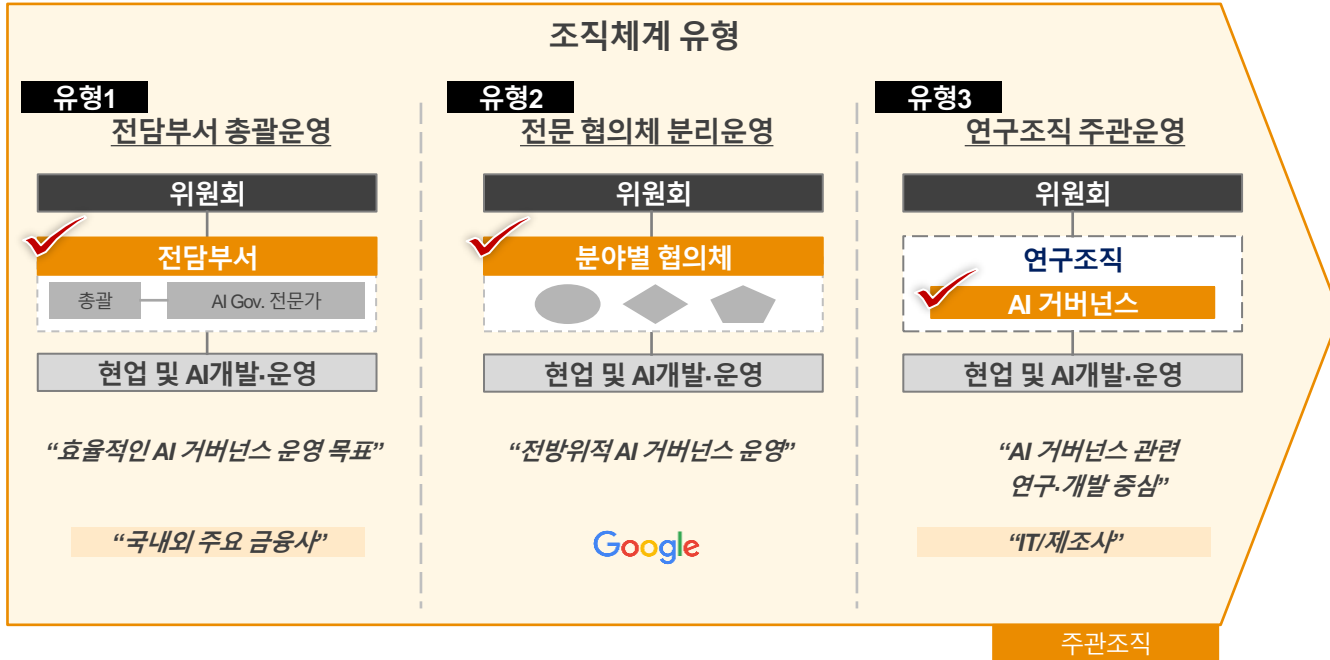 조직체계 유형
유형1
전담부서 총괄운영
위원회
전담부서
총괄
AI Gov. 전문가
현업 및 AI개발·운영
“효율적인 AI 거버넌스 운영 목표”
“국내외 주요 금융사”
유형2
전문 협의체 분리운영
위원회
분야별 협의체
현업 및 AI개발·운영
“전방위적 AI 거버넌스 운영”
Google
유형3
연구조직 주관운영
위원회
연구조직
AI 거버넌스
현업 및 AI개발·운영
“AI 거버넌스 관련
연구·개발 중심”
“IT/제조사”
주관조직